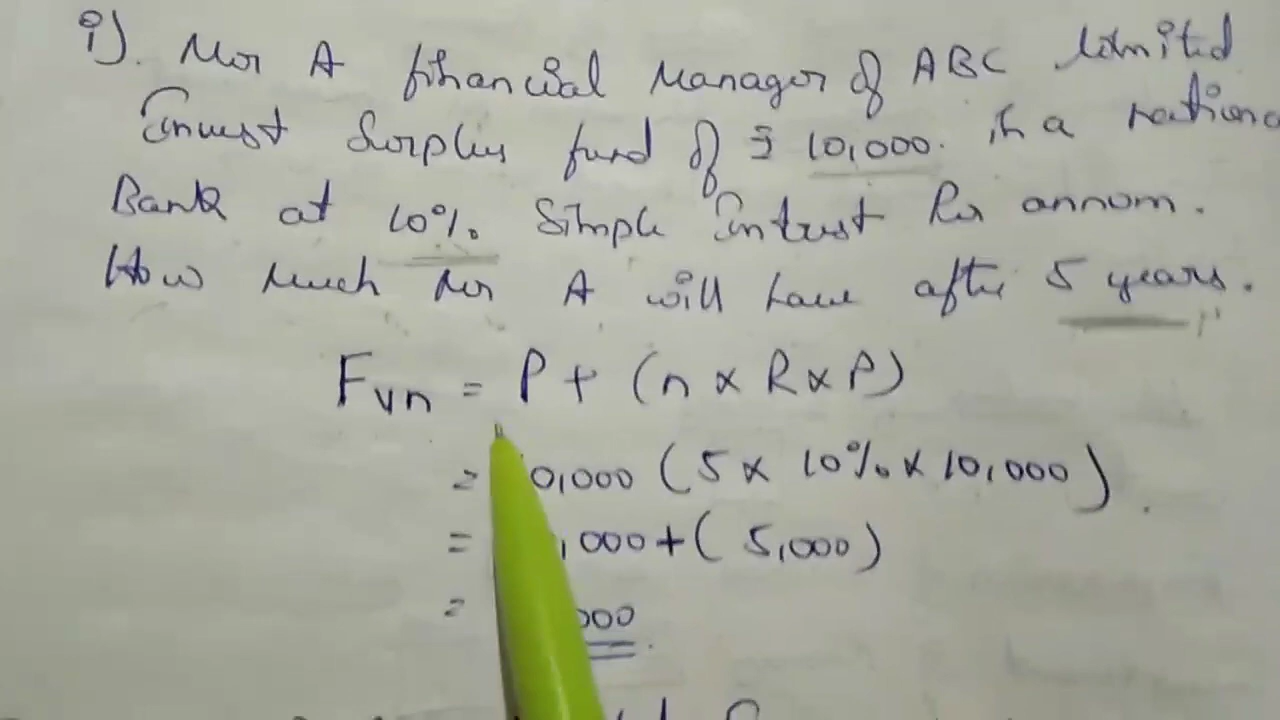 i). Mr A financial Manager of ABC limited
Invest Surplus fund of ₹ 10,000. in a nationa
Bank at 10% Simple Intrest Per annom.
How Much Mr A will have after 5 years.
Fvn = P + (n × R × P)
= 0,000 (5 × 10% × 10,000).
= ,000 + ( 5,000)
= 000